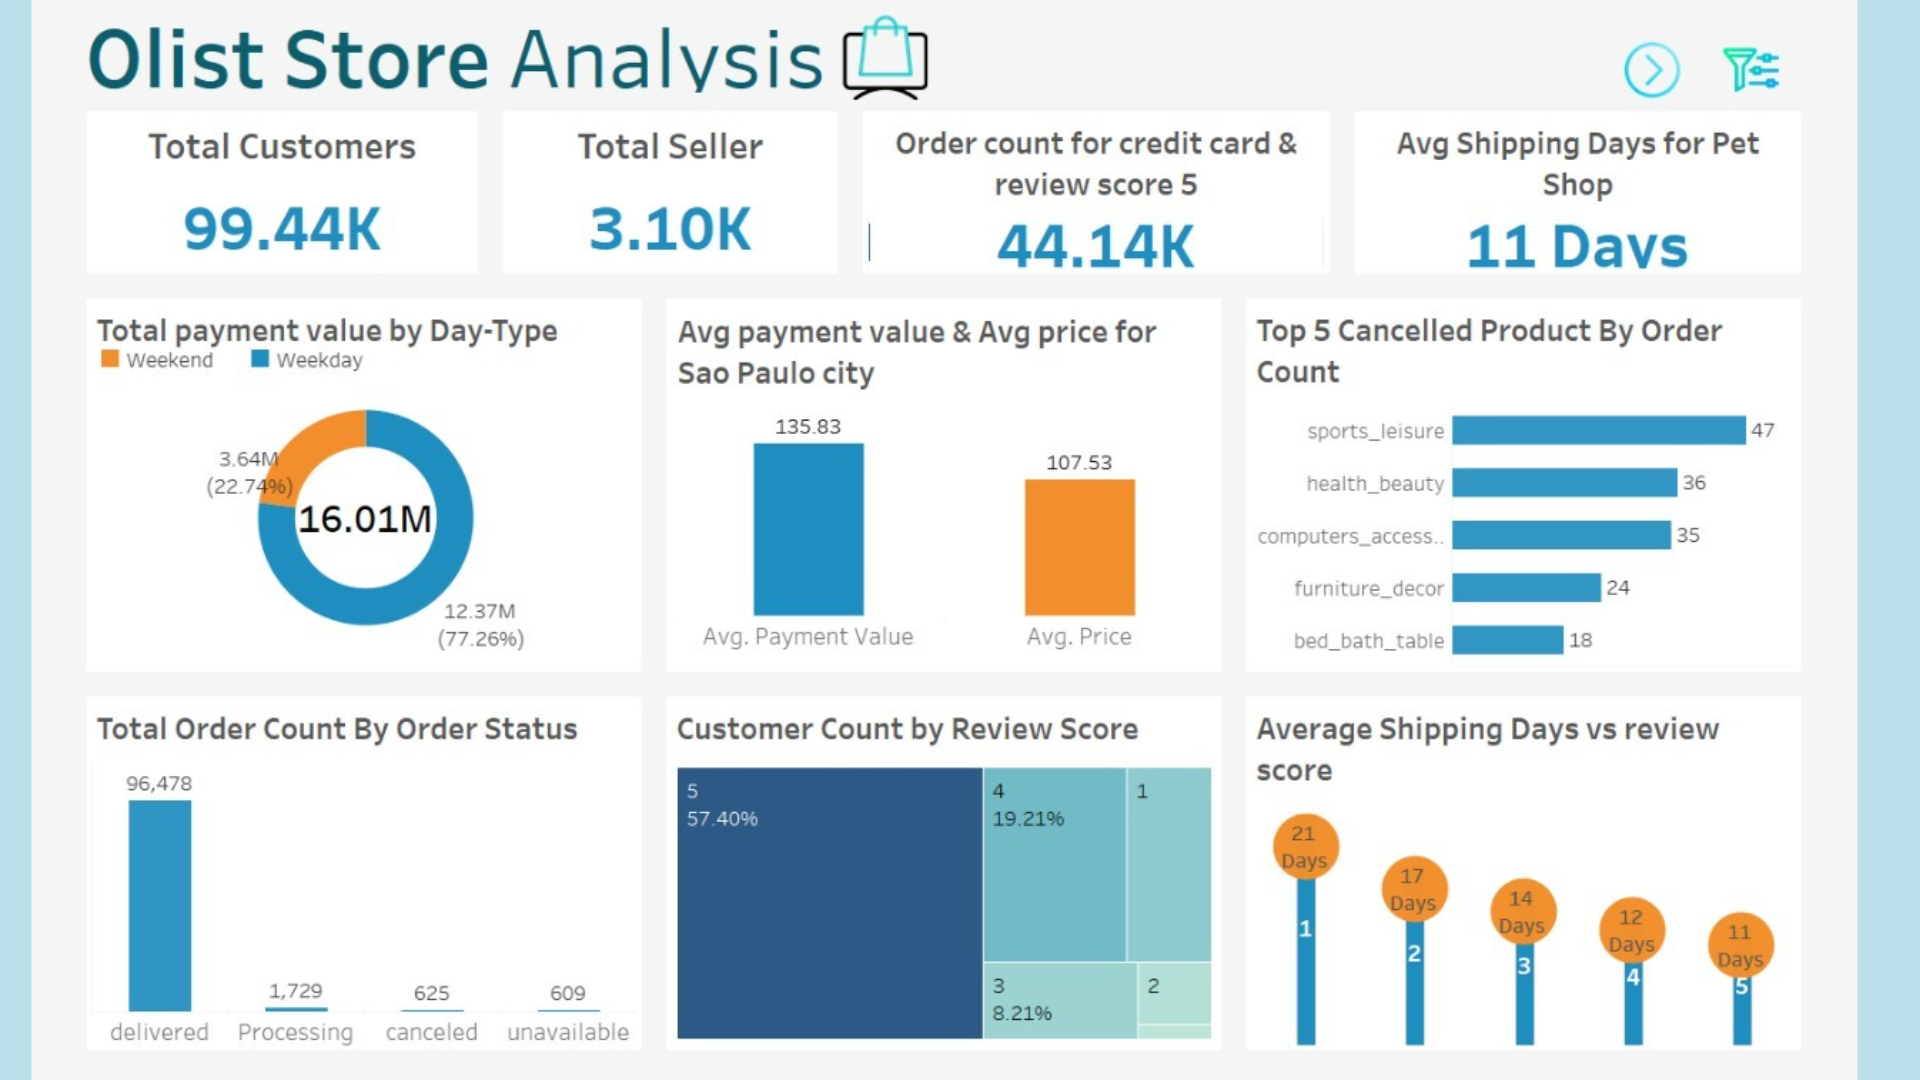 Olist Store Analysis
Total Customers
99.44K
Total Seller
3.10K
Order count for credit card &
review score 5
44.14K
Avg Shipping Days for Pet
Shop
11 Days
Total payment value by Day-Type
Weekend Weekday
3.64M
(22.74%)
16.01M
12.37M
(77.26%)
Avg payment value & Avg price for
Sao Paulo city
135.83
107.53
Avg. Payment Value
Avg. Price
Top 5 Cancelled Product By Order
Count
sports_leisure 47
health_beauty 36
computers_access.. 35
furniture_decor 24
bed_bath_table 18
Total Order Count By Order Status
96,478
1,729
625
609
delivered Processing canceled unavailable
Customer Count by Review Score
5
57.40%
4
19.21%
1
3
8.21%
2
Average Shipping Days vs review
score
21
Days
1
17
Days
2
14
Days
3
12
Days
4
11
Days
5